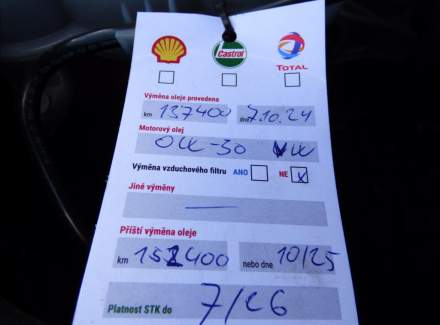 Castrol
TOTAL
Výměna oleje provedena
km 137400 dne 7.10.24
Motorový olej
0W-30 VW
Výměna vzduchového filtru ANO NE X
Jiné výměny
—
Příští výměna oleje
km 152400 nebo dne 10/25
Platnost STK do 7/26